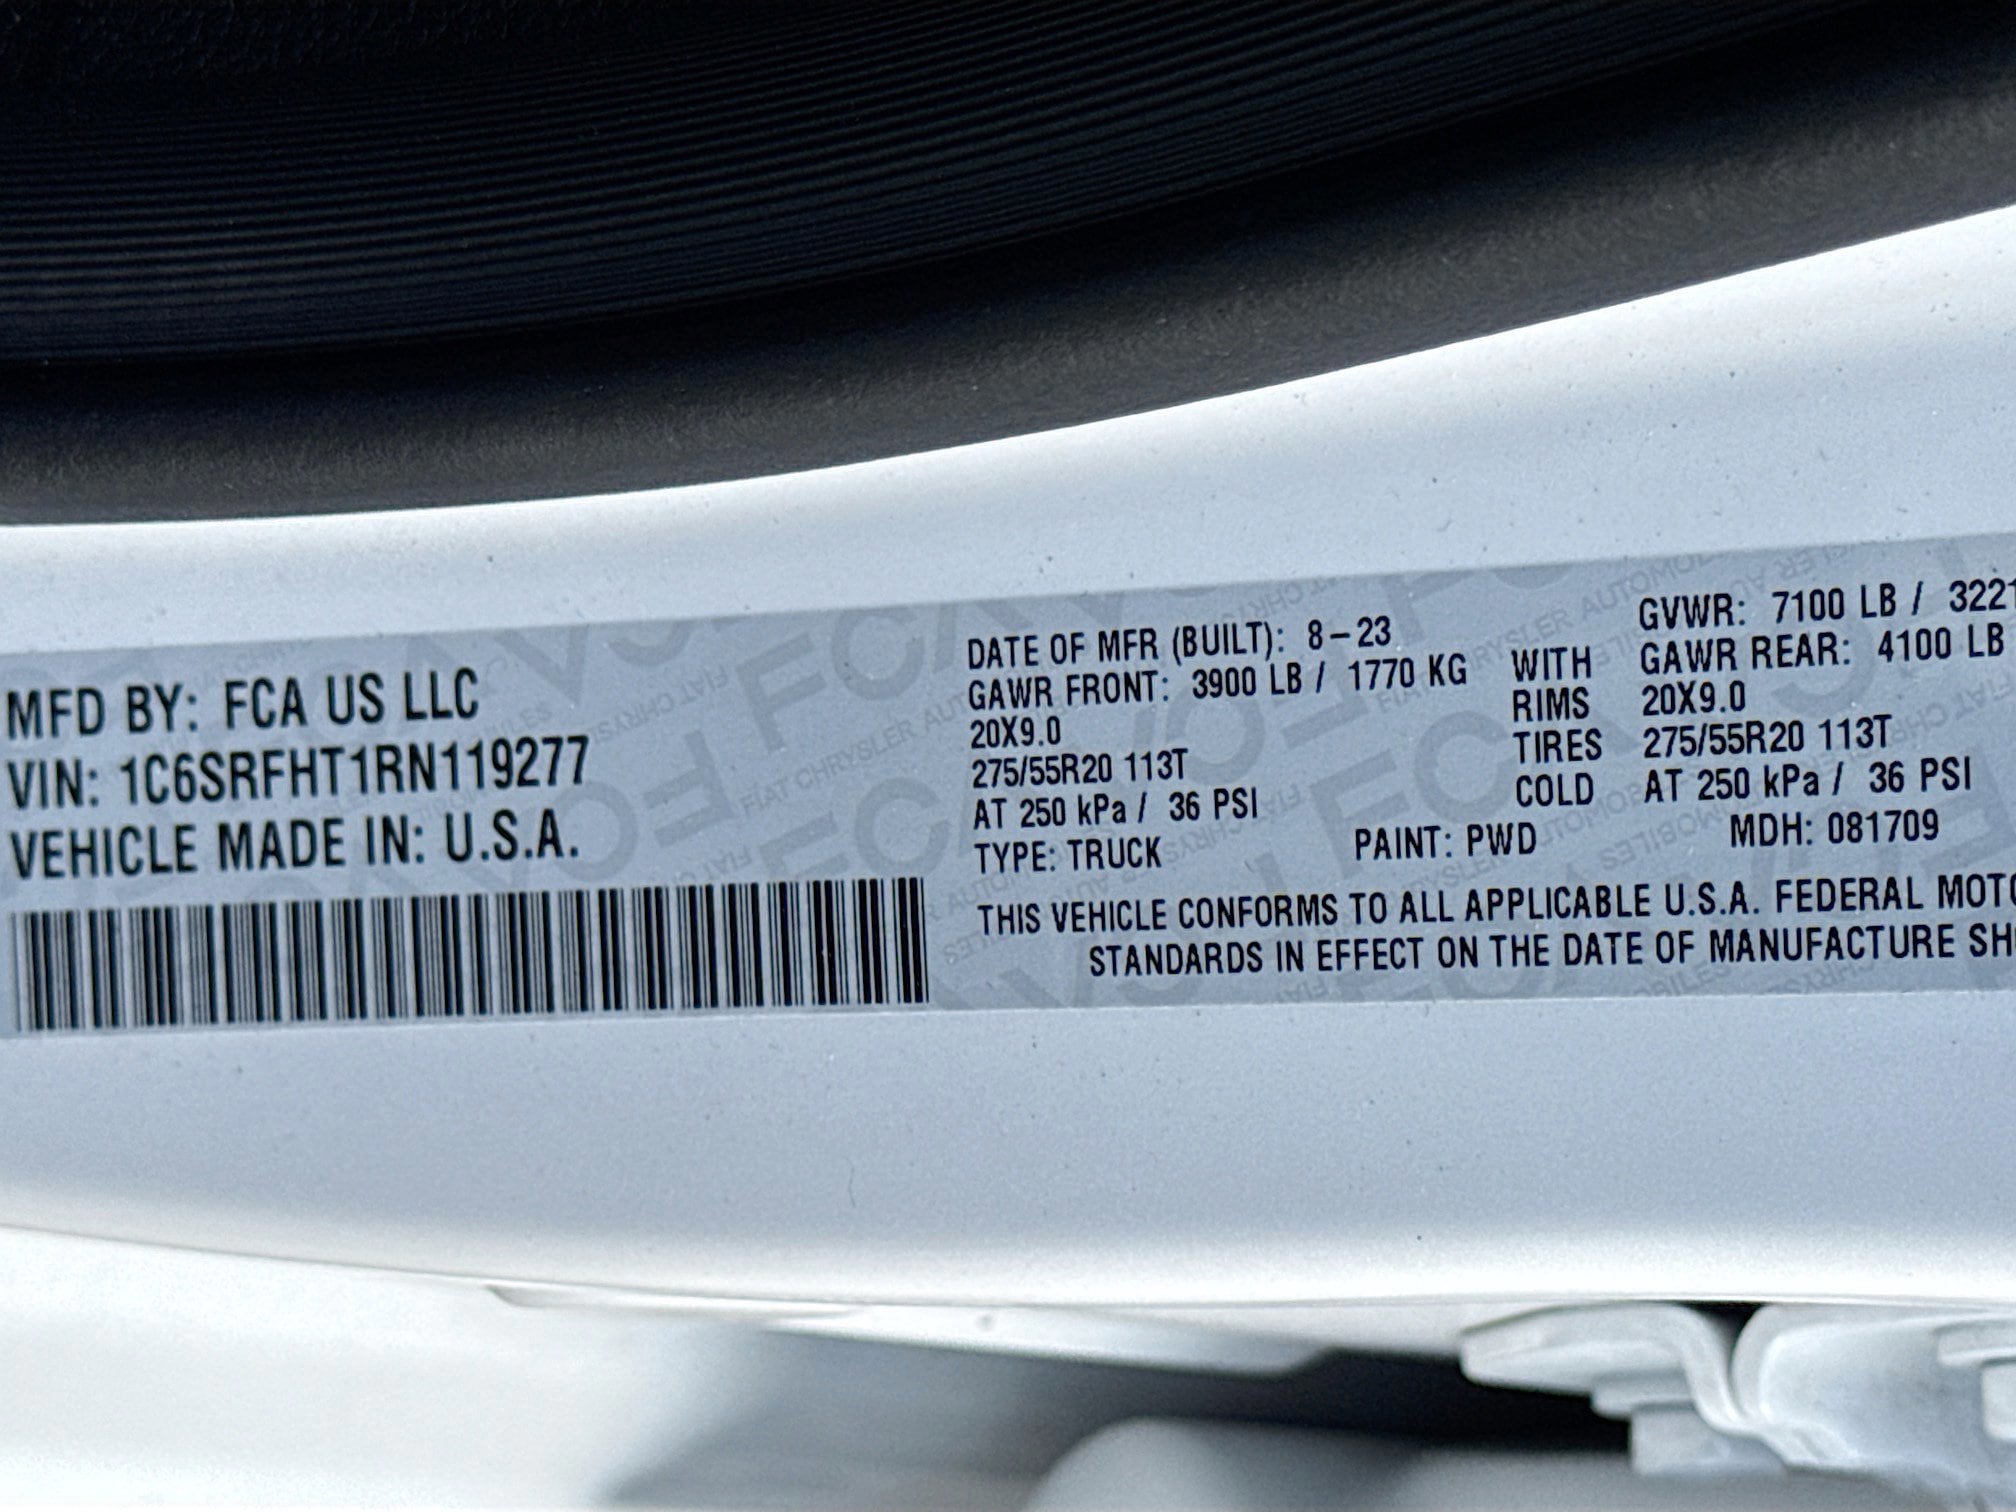 MFD BY: FCA US LLC
VIN: 1C6SRFHT1RN119277
VEHICLE MADE IN: U.S.A.
DATE OF MFR (BUILT): 8-23
GVWR: 7100 LB / 3221
GAWR FRONT: 3900 LB / 1770 KG WITH GAWR REAR: 4100 LB
20X9.0 RIMS 20X9.0
275/55R20 113T TIRES 275/55R20 113T
AT 250 kPa / 36 PSI COLD AT 250 kPa / 36 PSI
TYPE: TRUCK PAINT: PWD MDH: 081709
THIS VEHICLE CONFORMS TO ALL APPLICABLE U.S.A. FEDERAL MOTO
STANDARDS IN EFFECT ON THE DATE OF MANUFACTURE SH